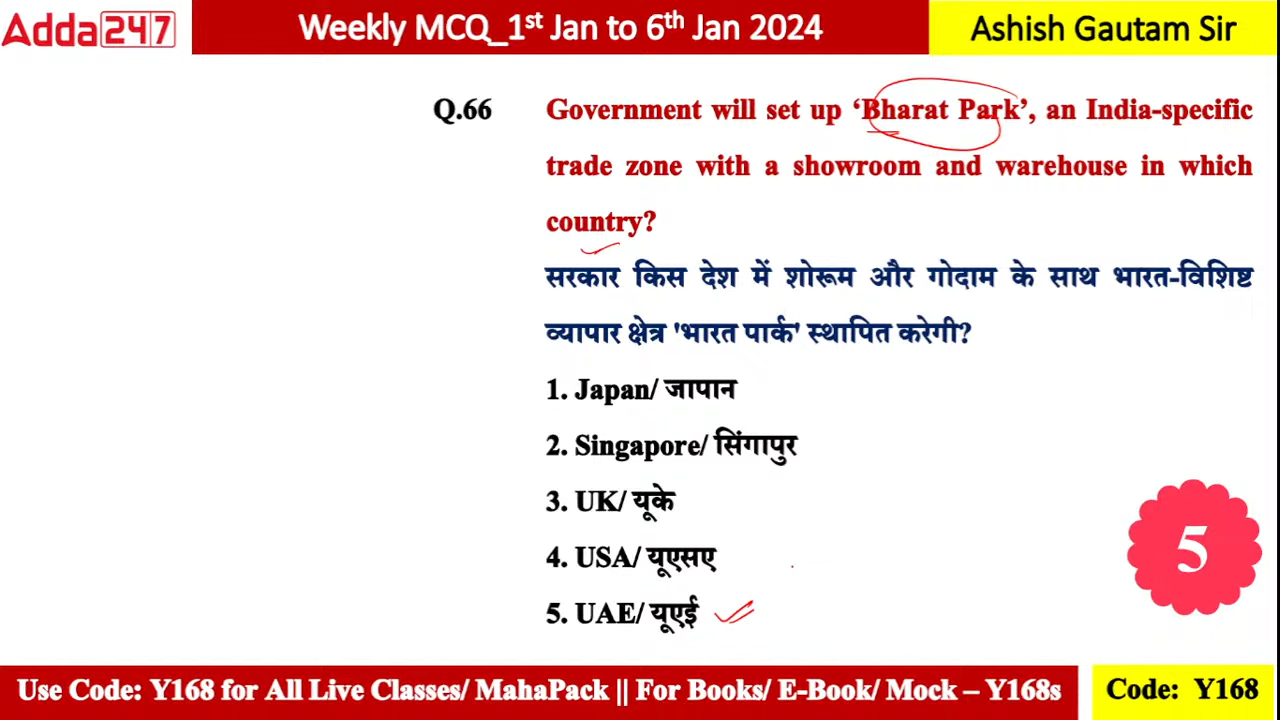 Adda247
Weekly MCQ_1st Jan to 6th Jan 2024
Ashish Gautam Sir
Q.66 Government will set up ‘Bharat Park’, an India-specific
trade zone with a showroom and warehouse in which
country?
सरकार किस देश में शोरूम और गोदाम के साथ भारत-विशिष्ट
व्यापार क्षेत्र 'भारत पार्क' स्थापित करेगी?
1. Japan/ जापान
2. Singapore/ सिंगापुर
3. UK/ यूके
4. USA/ यूएसए
5. UAE/ यूएई
5
Use Code: Y168 for All Live Classes/ MahaPack || For Books/ E-Book/ Mock – Y168s
Code: Y168